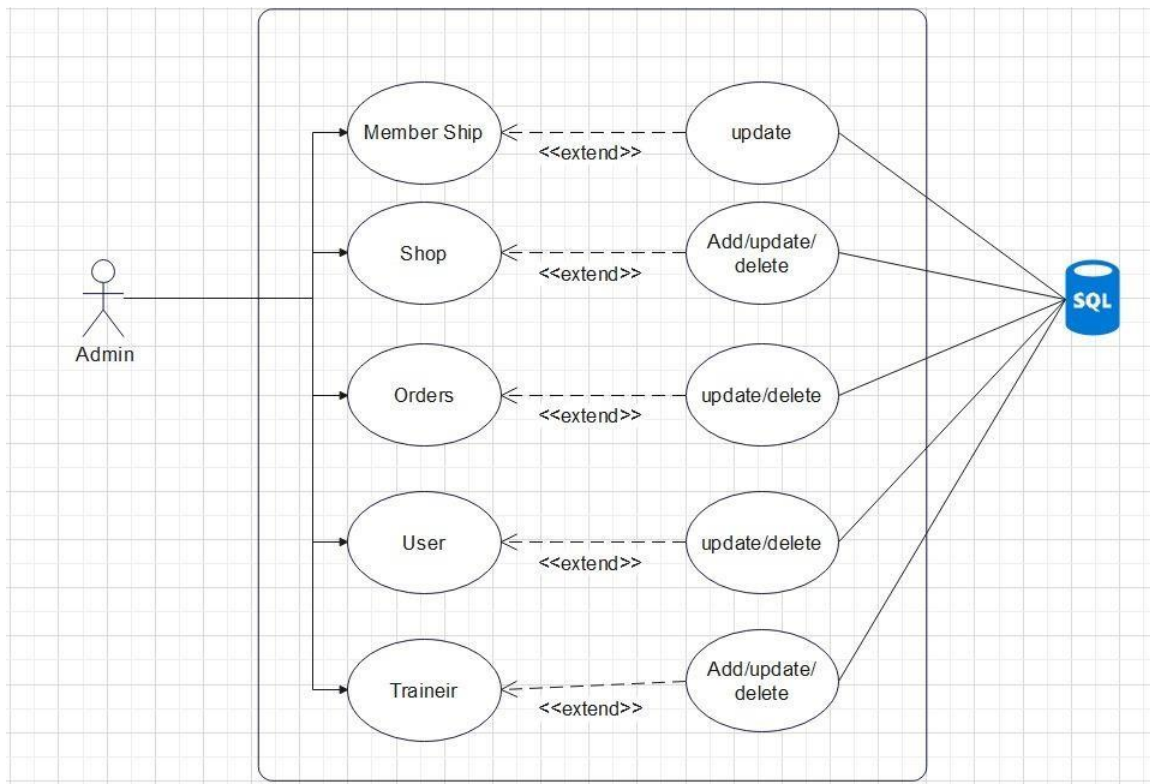 Member Ship
update
<<extend>>
Shop
Add/update/
delete
<<extend>>
Admin
SQL
Orders
update/delete
<<extend>>
User
update/delete
<<extend>>
Traineir
Add/update/
delete
<<extend>>